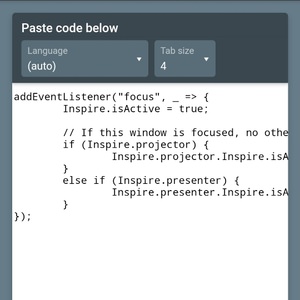 Paste code below
Language
(auto)
Tab size
4
addEventListener("focus", _ => {
        Inspire.isActive = true;

        // If this window is focused, no othe
        if (Inspire.projector) {
                Inspire.projector.Inspire.isA
        }
        else if (Inspire.presenter) {
                Inspire.presenter.Inspire.isA
        }
});